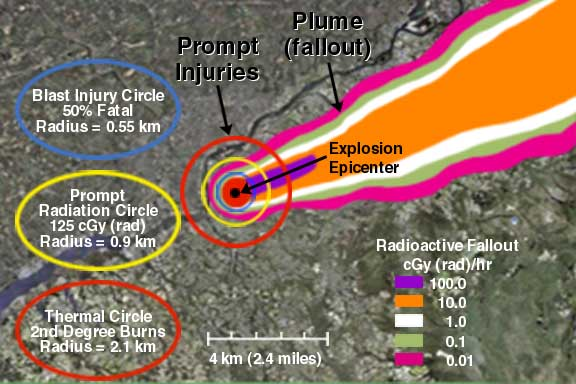 Plume
(fallout)
Prompt
Injuries
Blast Injury Circle
50% Fatal
Radius = 0.55 km
Explosion
Epicenter
Prompt
Radiation Circle
125 cGy (rad)
Radius = 0.9 km
Thermal Circle
2nd Degree Burns
Radius = 2.1 km
4 km (2.4 miles)
Radioactive Fallout
cGy (rad)/hr
100.0
10.0
1.0
0.1
0.01